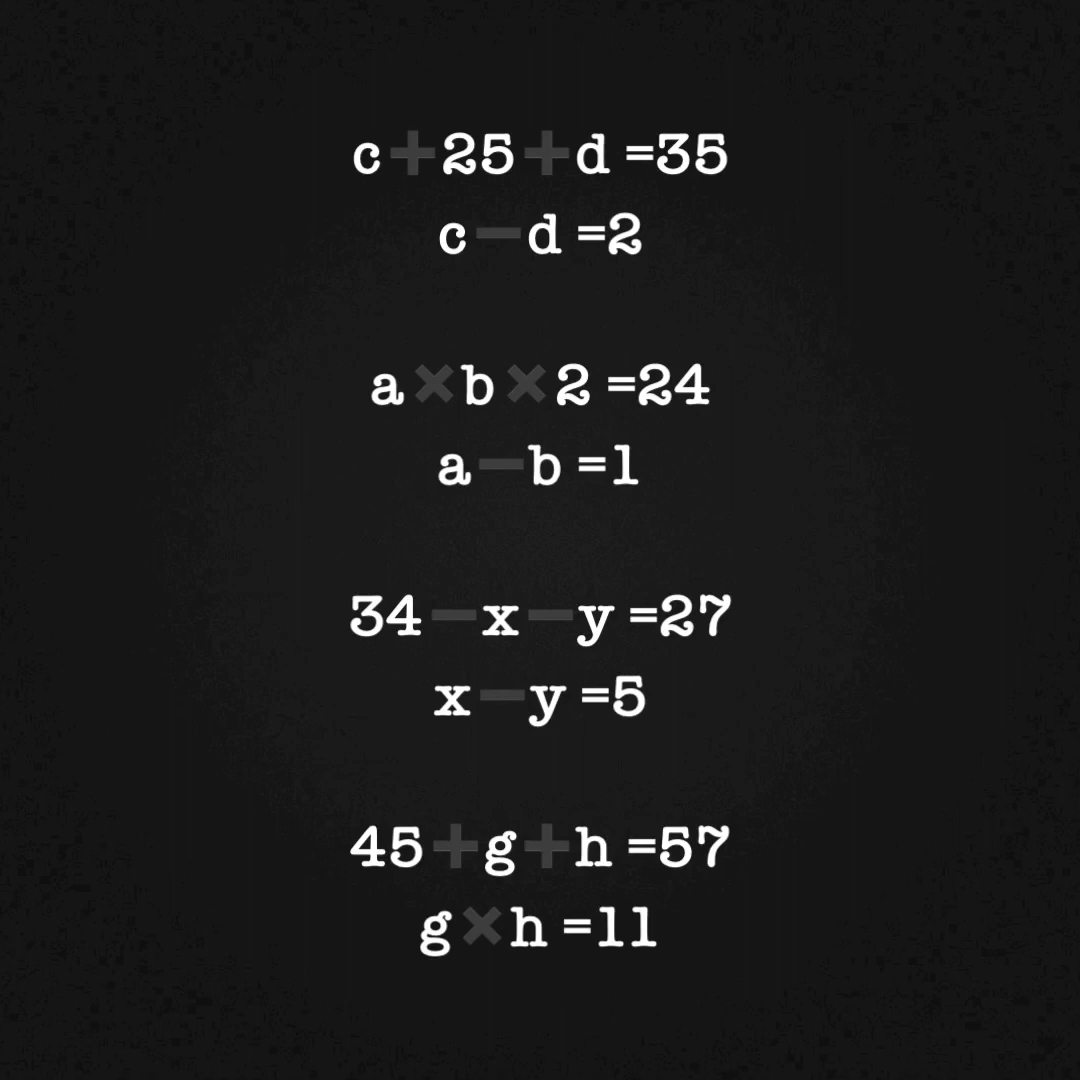 c➕25➕d =35
c➖d =2
a✖b✖2 =24
a➖b =1
34➖x➖y =27
x➖y =5
45➕g➕h =57
g✖h =11